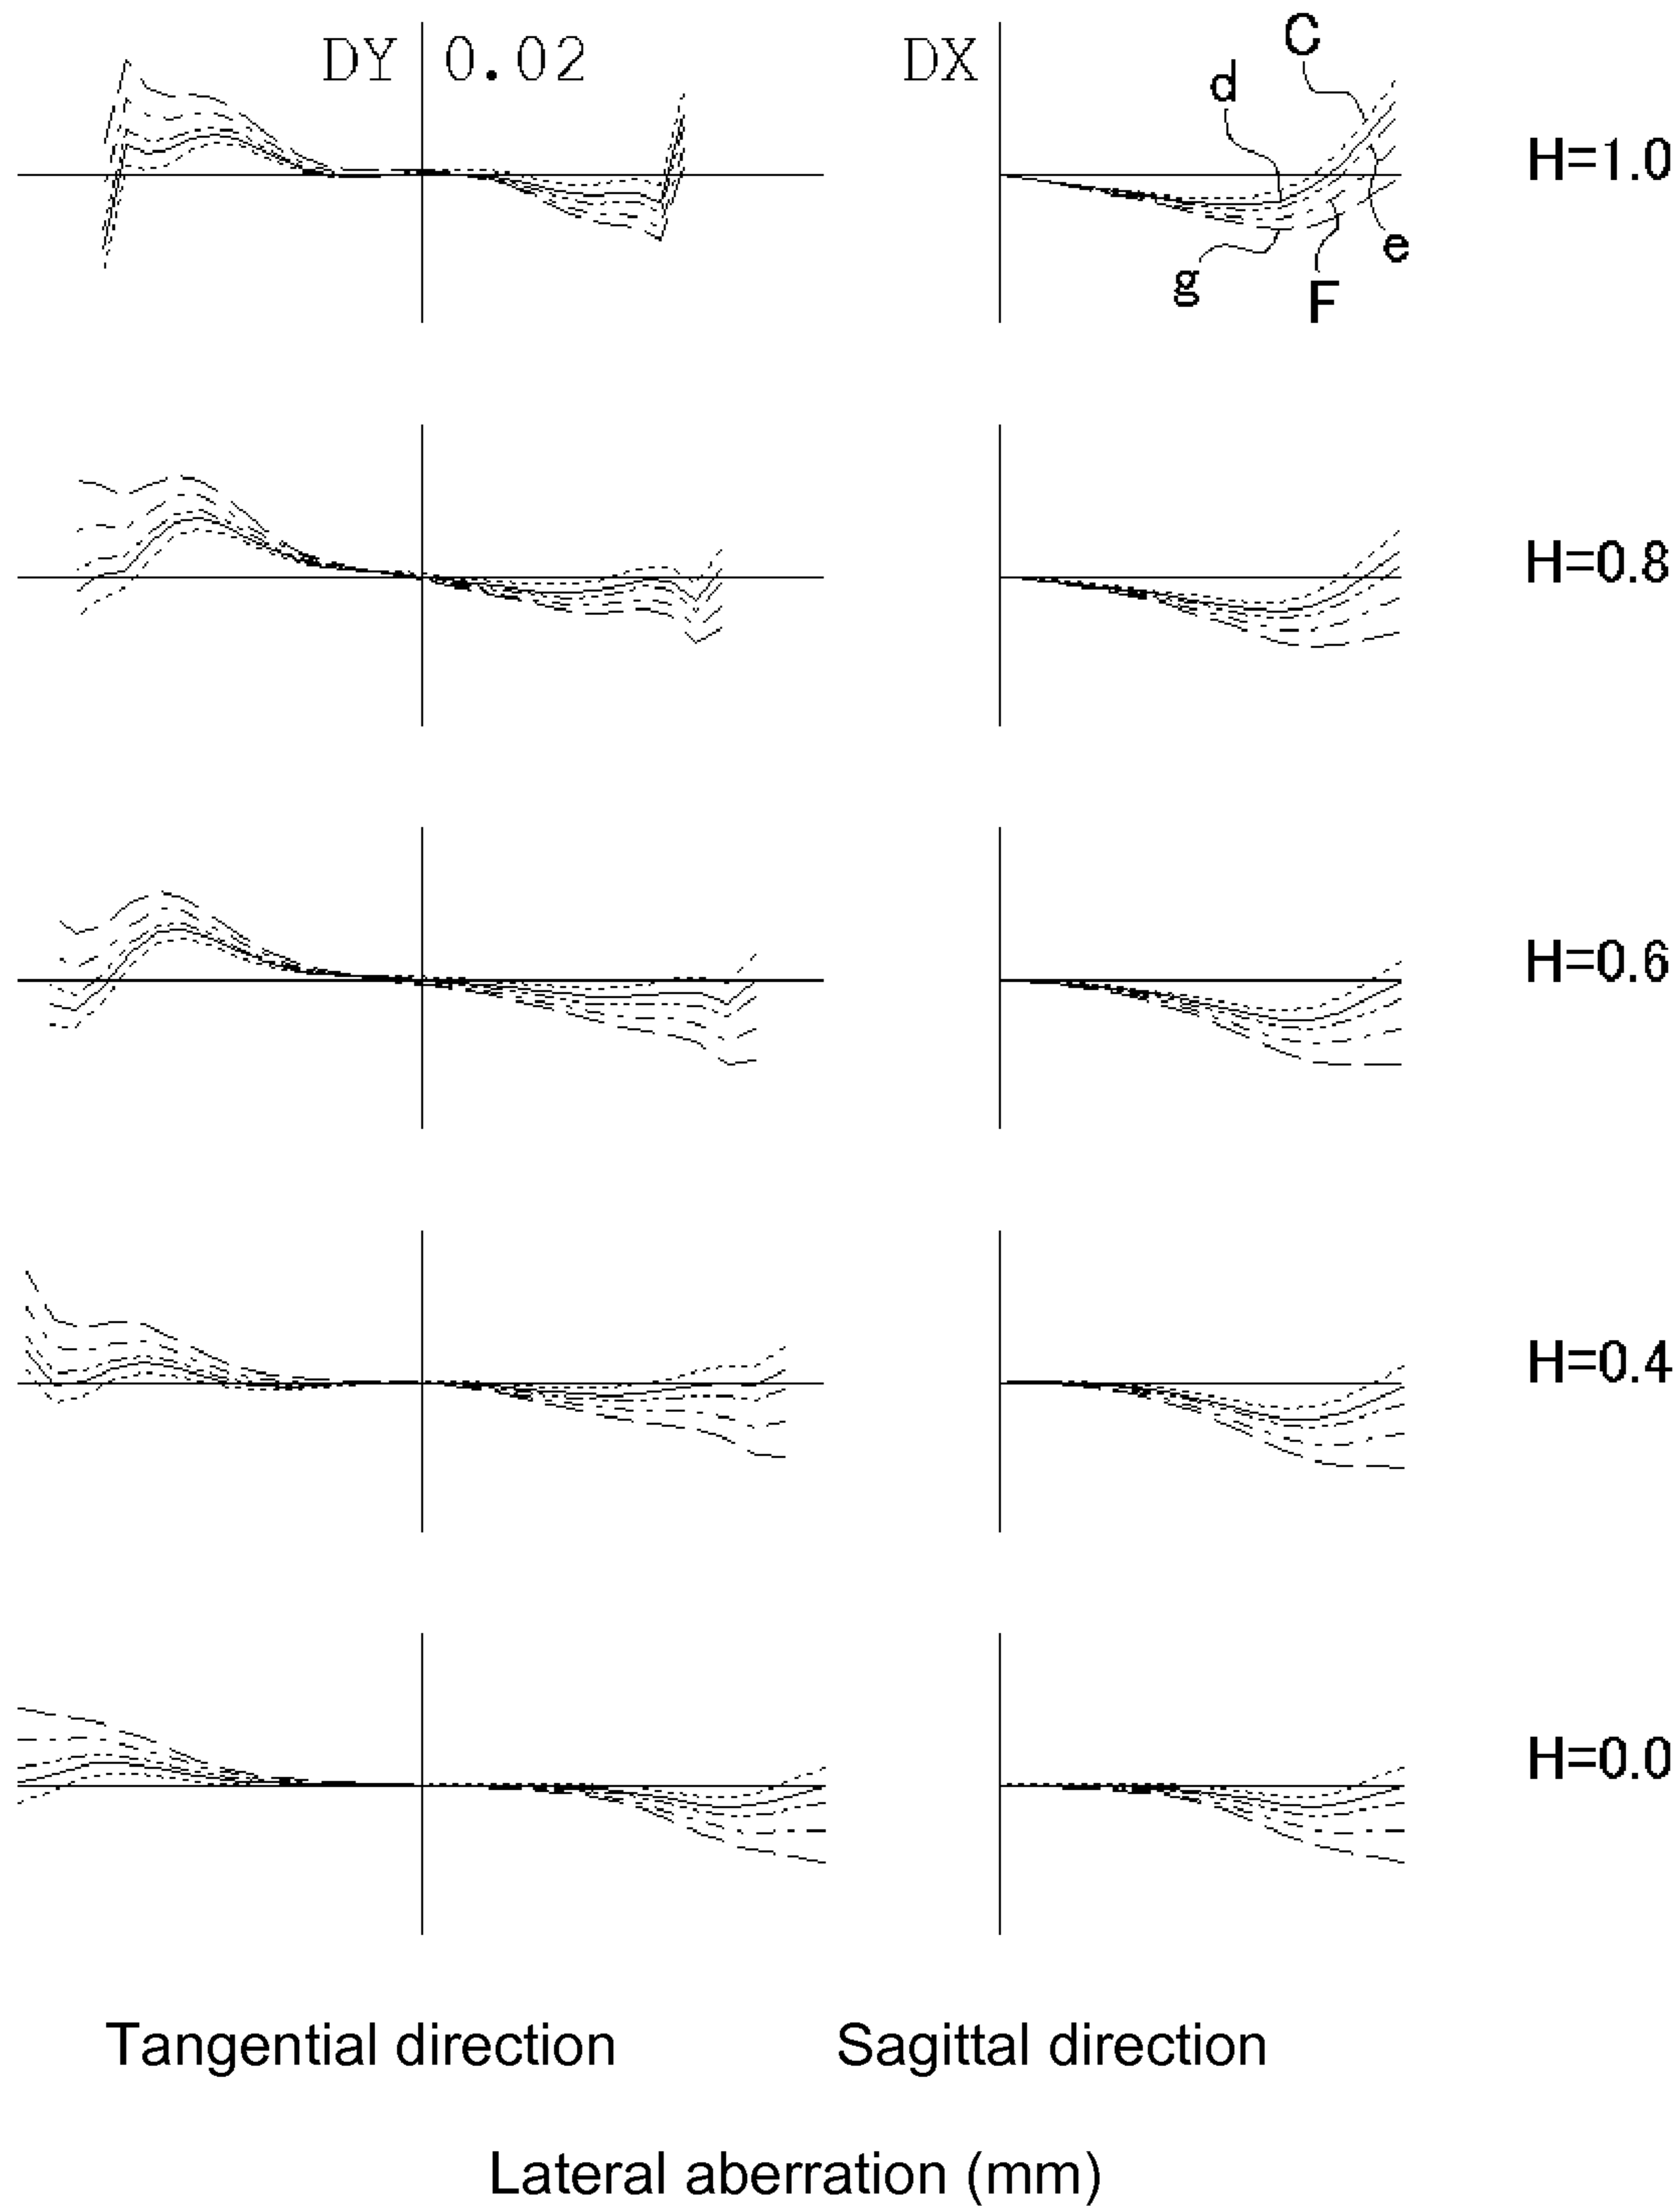 DY 0.02 DX
C
d
H=1.0
e
g
F
H=0.8
H=0.6
H=0.4
H=0.0
Tangential direction Sagittal direction
Lateral aberration (mm)